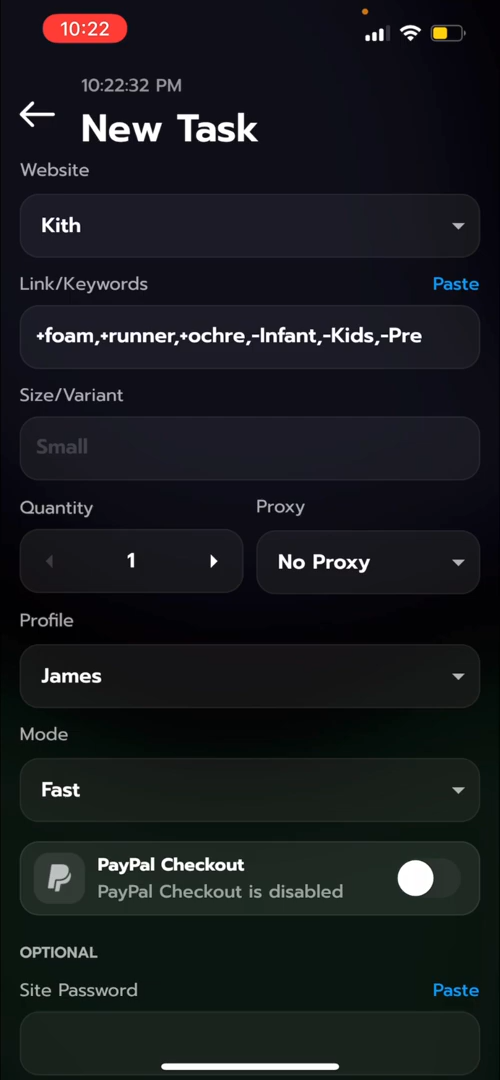 10:22
10:22:32 PM
New Task
Website
Kith
Link/Keywords Paste
+foam,+runner,+ochre,-Infant,-Kids,-Pre
Size/Variant
Small
Quantity Proxy
1 No Proxy
Profile
James
Mode
Fast
PayPal Checkout
PayPal Checkout is disabled
OPTIONAL
Site Password Paste